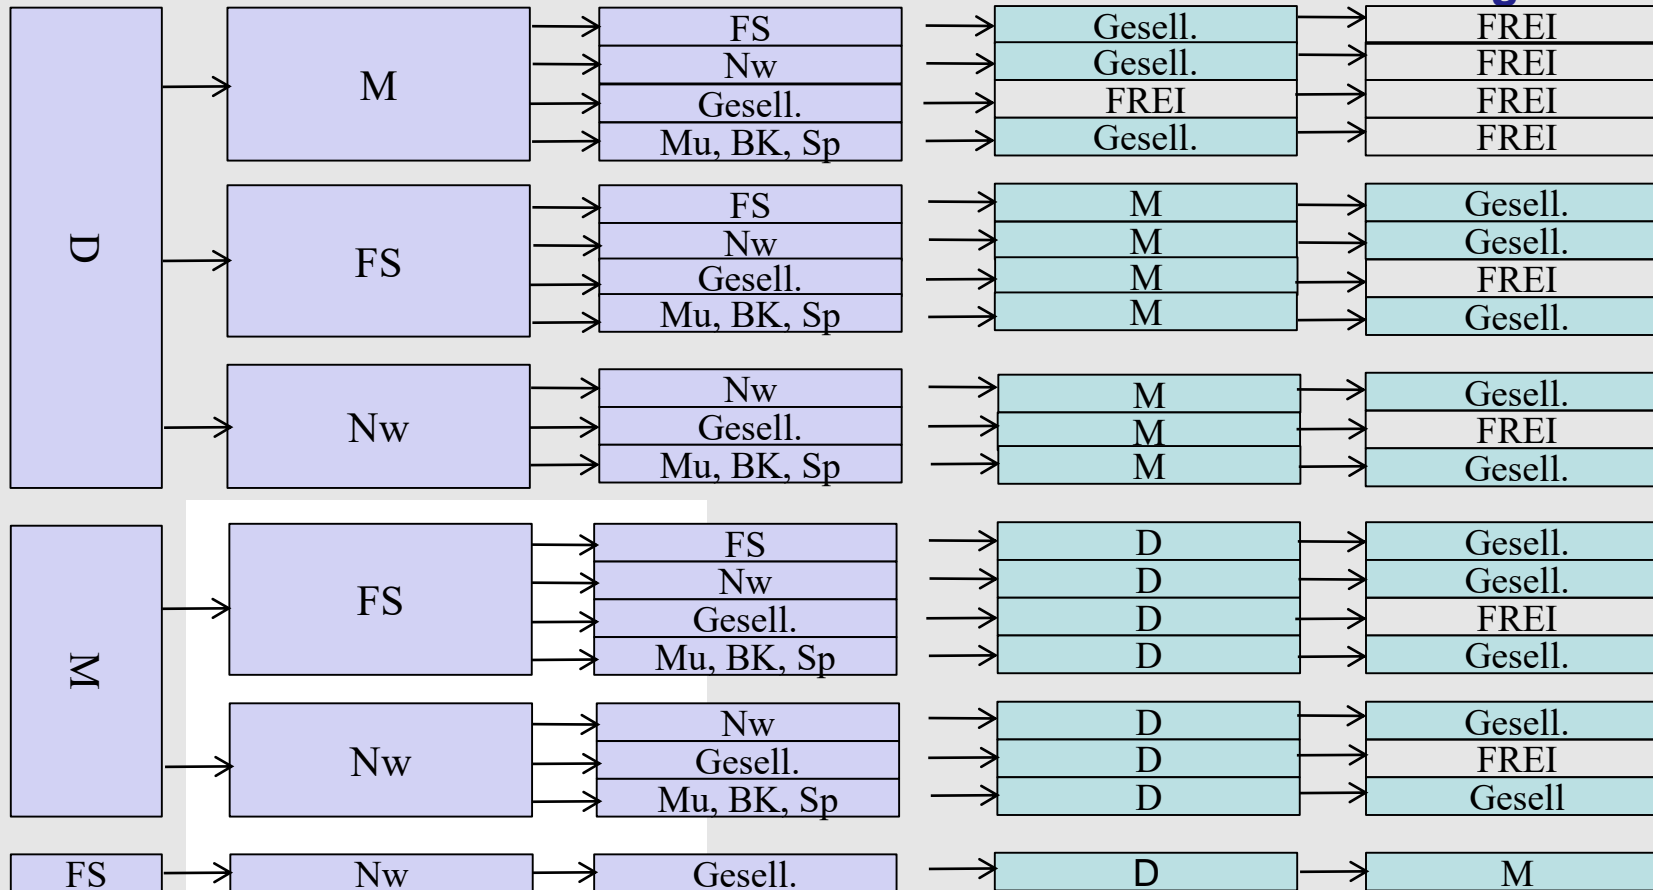 D
M
FS Gesell. FREI
Nw Gesell. FREI
Gesell. FREI FREI
Mu, BK, Sp Gesell. FREI
FS
FS M Gesell.
Nw M Gesell.
Gesell. M FREI
Mu, BK, Sp M Gesell.
Nw
Nw M Gesell.
Gesell. M FREI
Mu, BK, Sp M Gesell.
M
FS
FS D Gesell.
Nw D Gesell.
Gesell. D FREI
Mu, BK, Sp D Gesell.
Nw
Nw D Gesell.
Gesell. D FREI
Mu, BK, Sp D Gesell
FS Nw Gesell. D M